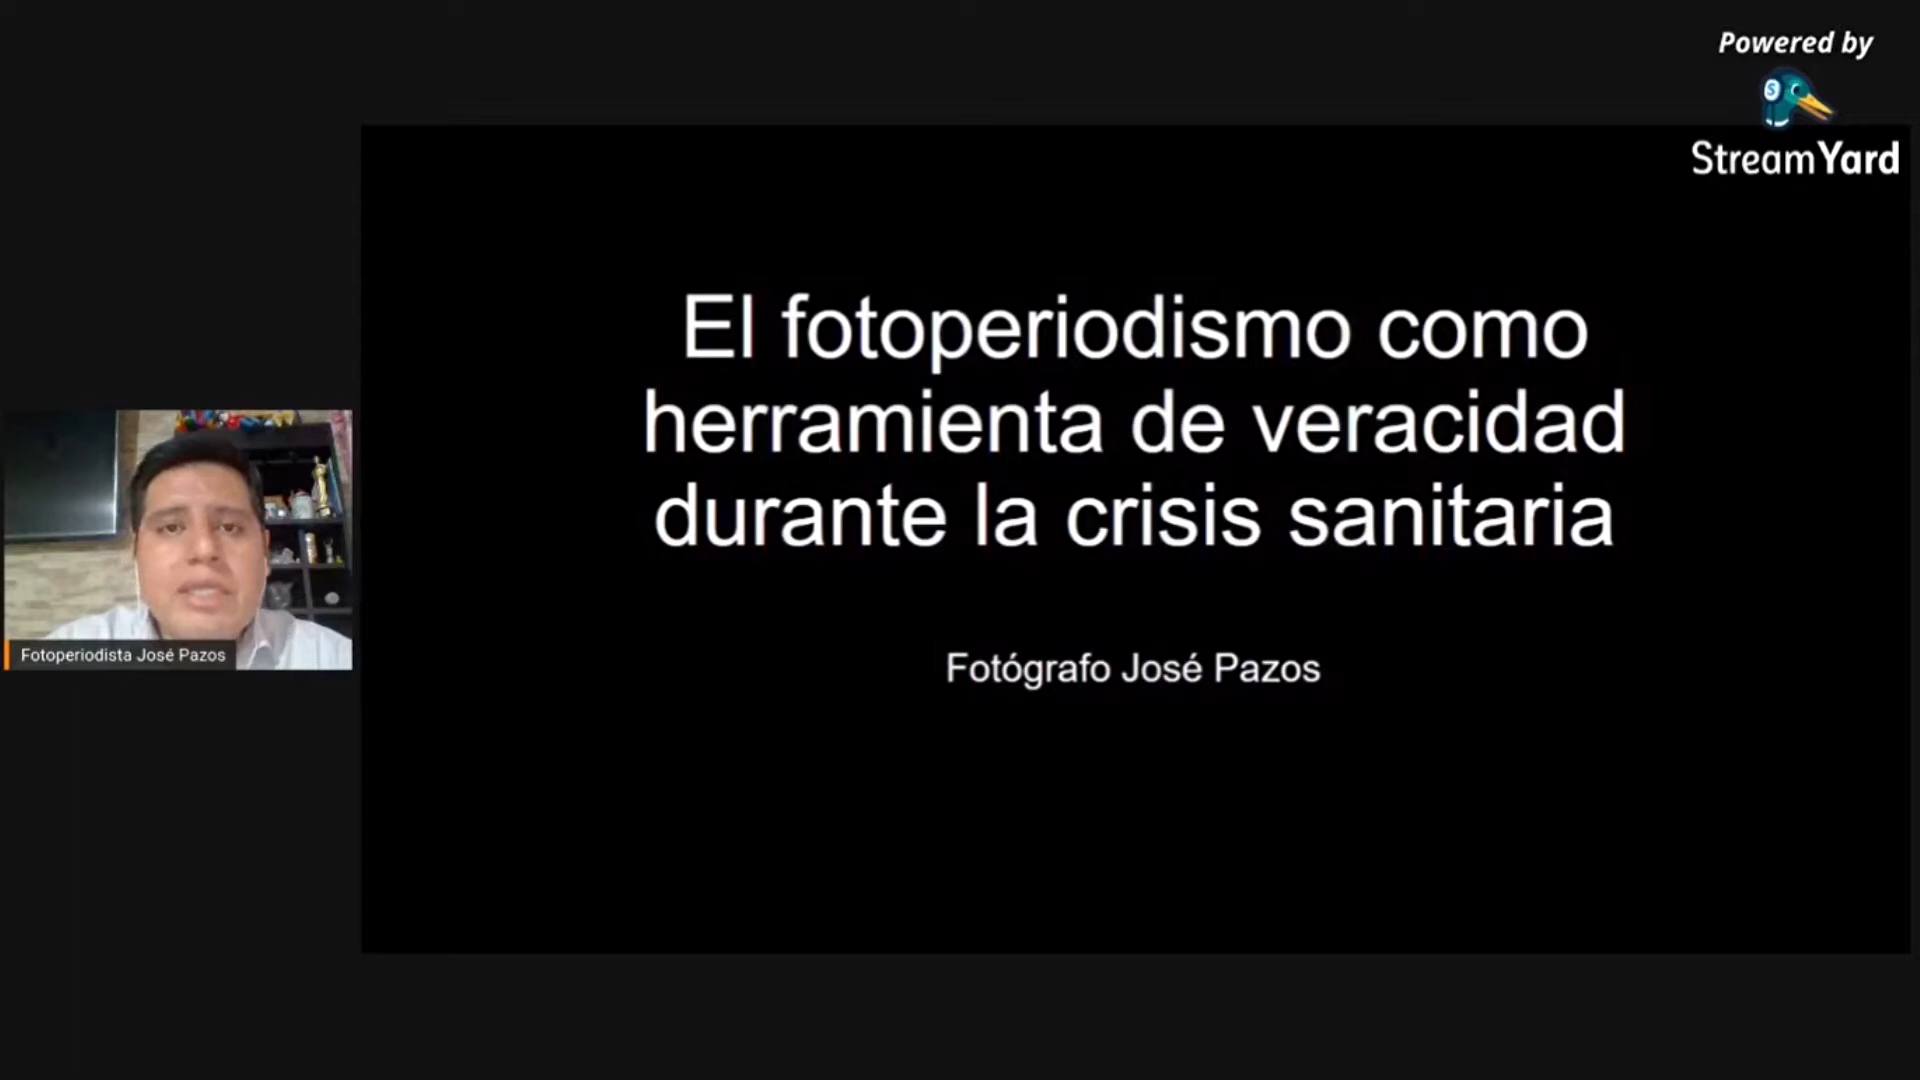 Powered by
StreamYard
El fotoperiodismo como
herramienta de veracidad
durante la crisis sanitaria
Fotógrafo José Pazos
Fotoperiodista José Pazos